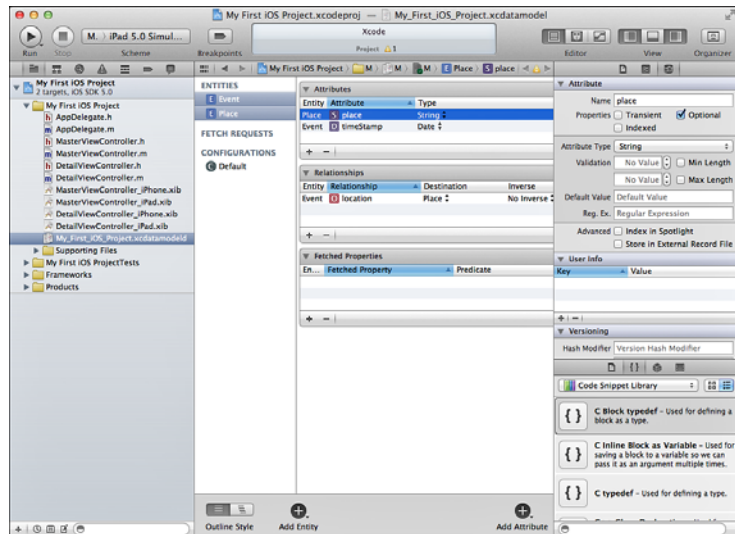 My First iOS Project.xcodeproj — My_First_iOS_Project.xcdatamodel
M. ) iPad 5.0 Simul...
Xcode
Project 1
Run Stop Scheme Breakpoints Editor View Organizer
My First iOS Project M M Place place
My First iOS Project
2 targets, iOS SDK 5.0
My First iOS Project
AppDelegate.h
AppDelegate.m
MasterViewController.h
MasterViewController.m
DetailViewController.h
DetailViewController.m
MasterViewController_iPhone.xib
MasterViewController_iPad.xib
DetailViewController_iPhone.xib
DetailViewController_iPad.xib
My_First_iOS_Project.xcdatamodeld
Supporting Files
My First iOS ProjectTests
Frameworks
Products
ENTITIES
E Event
E Place
FETCH REQUESTS
CONFIGURATIONS
C Default
Attributes
Entity Attribute Type
Place S place String
Event D timeStamp Date
+ −
Relationships
Entity Relationship Destination Inverse
Event O location Place No Inverse
+ −
Fetched Properties
En... Fetched Property Predicate
+ −
Outline Style Add Entity Add Attribute
Attribute
Name place
Properties Transient Optional
Indexed
Attribute Type String
Validation No Value Min Length
No Value Max Length
Default Value Default Value
Reg. Ex. Regular Expression
Advanced Index in Spotlight
Store in External Record File
User Info
Key Value
+ −
Versioning
Hash Modifier Version Hash Modifier
Code Snippet Library
{ } C Block typedef – Used for defining a
block as a type.
{ } C Inline Block as Variable – Used for
saving a block to a variable so we can
pass it as an argument multiple times.
{ } C typedef – Used for defining a type.